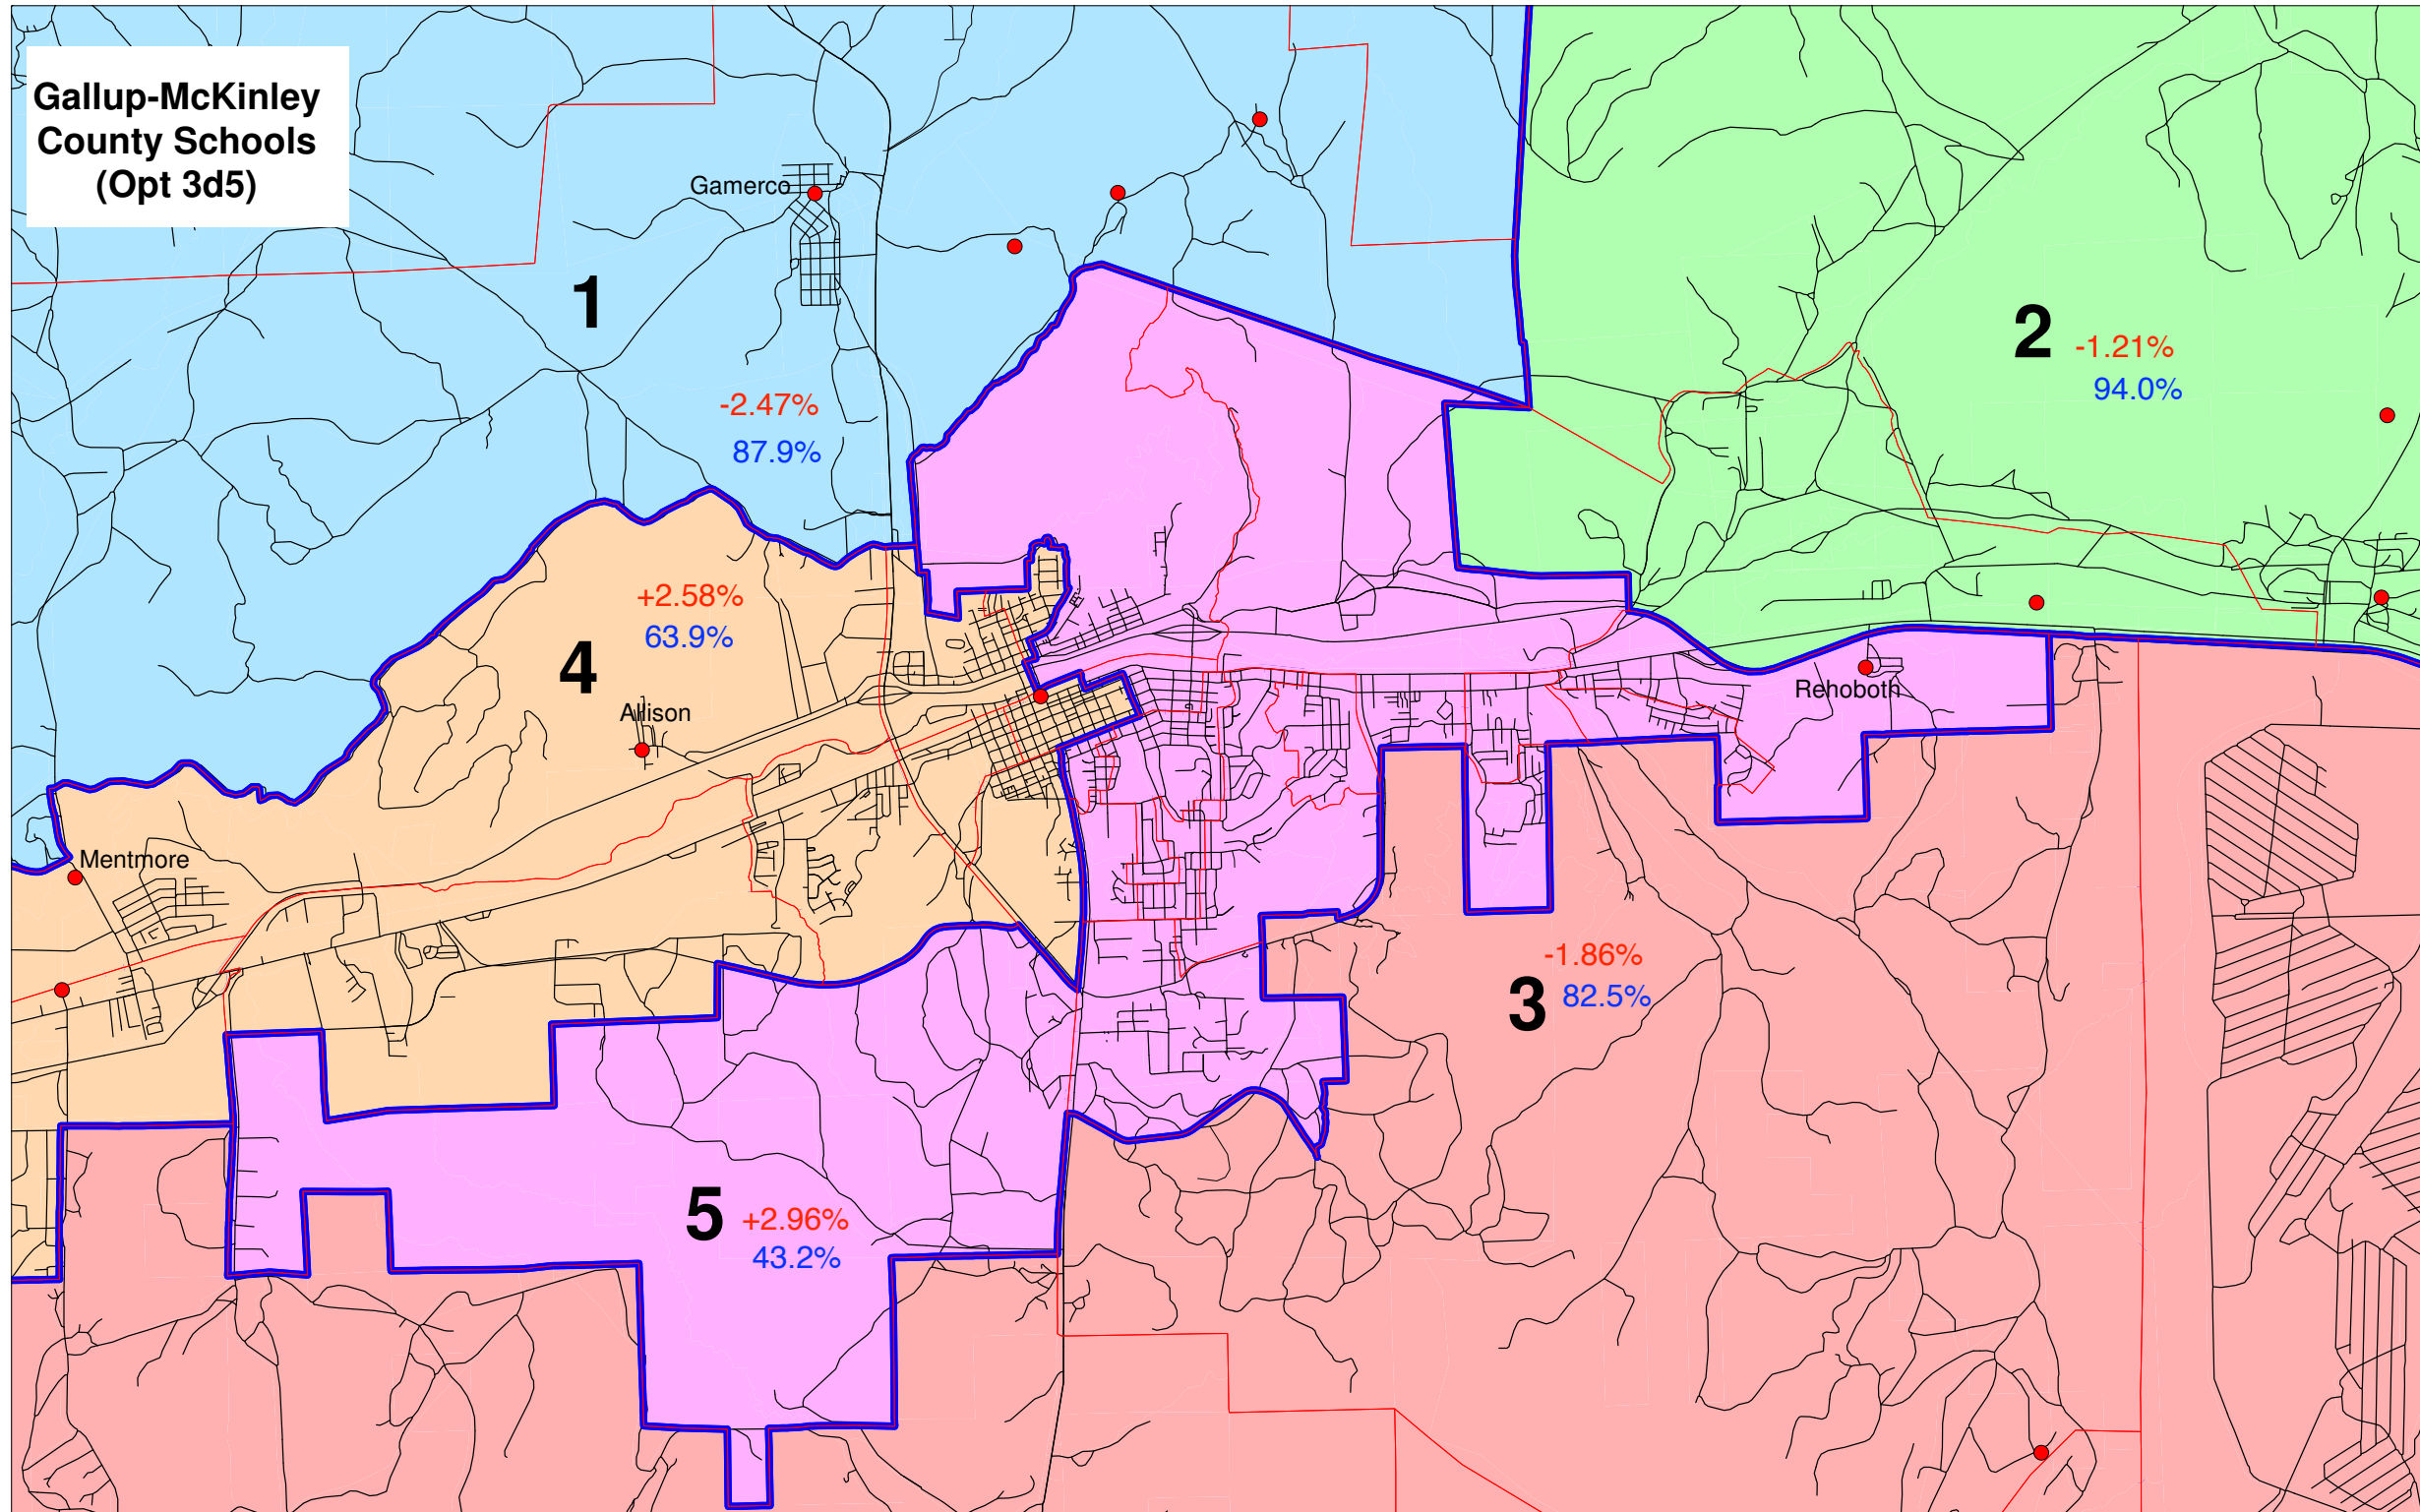 Gallup-McKinley
County Schools
(Opt 3d5)
Gamerco
1
2
-1.21%
94.0%
-2.47%
87.9%
+2.58%
63.9%
4
Allison
Rehoboth
Mentmore
-1.86%
3
82.5%
5
+2.96%
43.2%